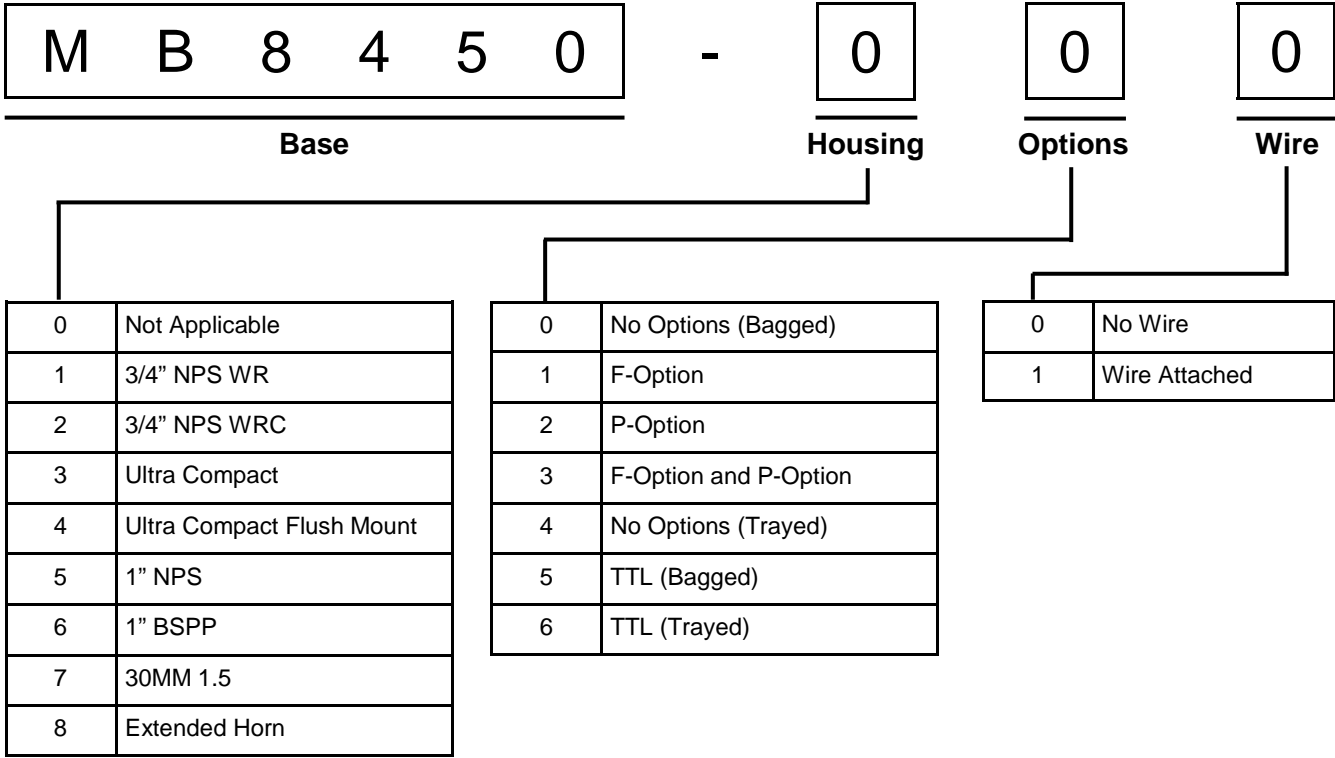 M B 8 4 5 0 - 0 0 0
Base Housing Options Wire
0 Not Applicable
1 3/4” NPS WR
2 3/4” NPS WRC
3 Ultra Compact
4 Ultra Compact Flush Mount
5 1” NPS
6 1” BSPP
7 30MM 1.5
8 Extended Horn
0 No Options (Bagged)
1 F-Option
2 P-Option
3 F-Option and P-Option
4 No Options (Trayed)
5 TTL (Bagged)
6 TTL (Trayed)
0 No Wire
1 Wire Attached